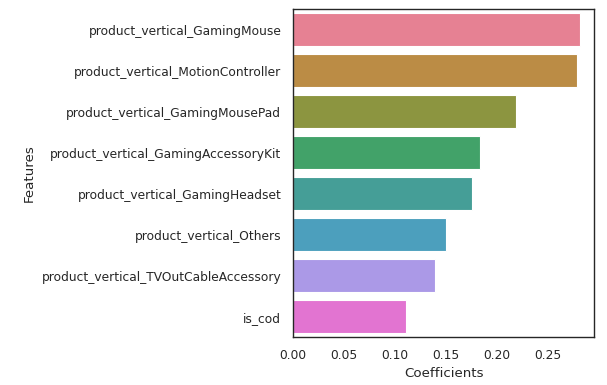 product_vertical_GamingMouse
product_vertical_MotionController
product_vertical_GamingMousePad
product_vertical_GamingAccessoryKit
product_vertical_GamingHeadset
product_vertical_Others
product_vertical_TVOutCableAccessory
is_cod
Features
0.00 0.05 0.10 0.15 0.20 0.25
Coefficients